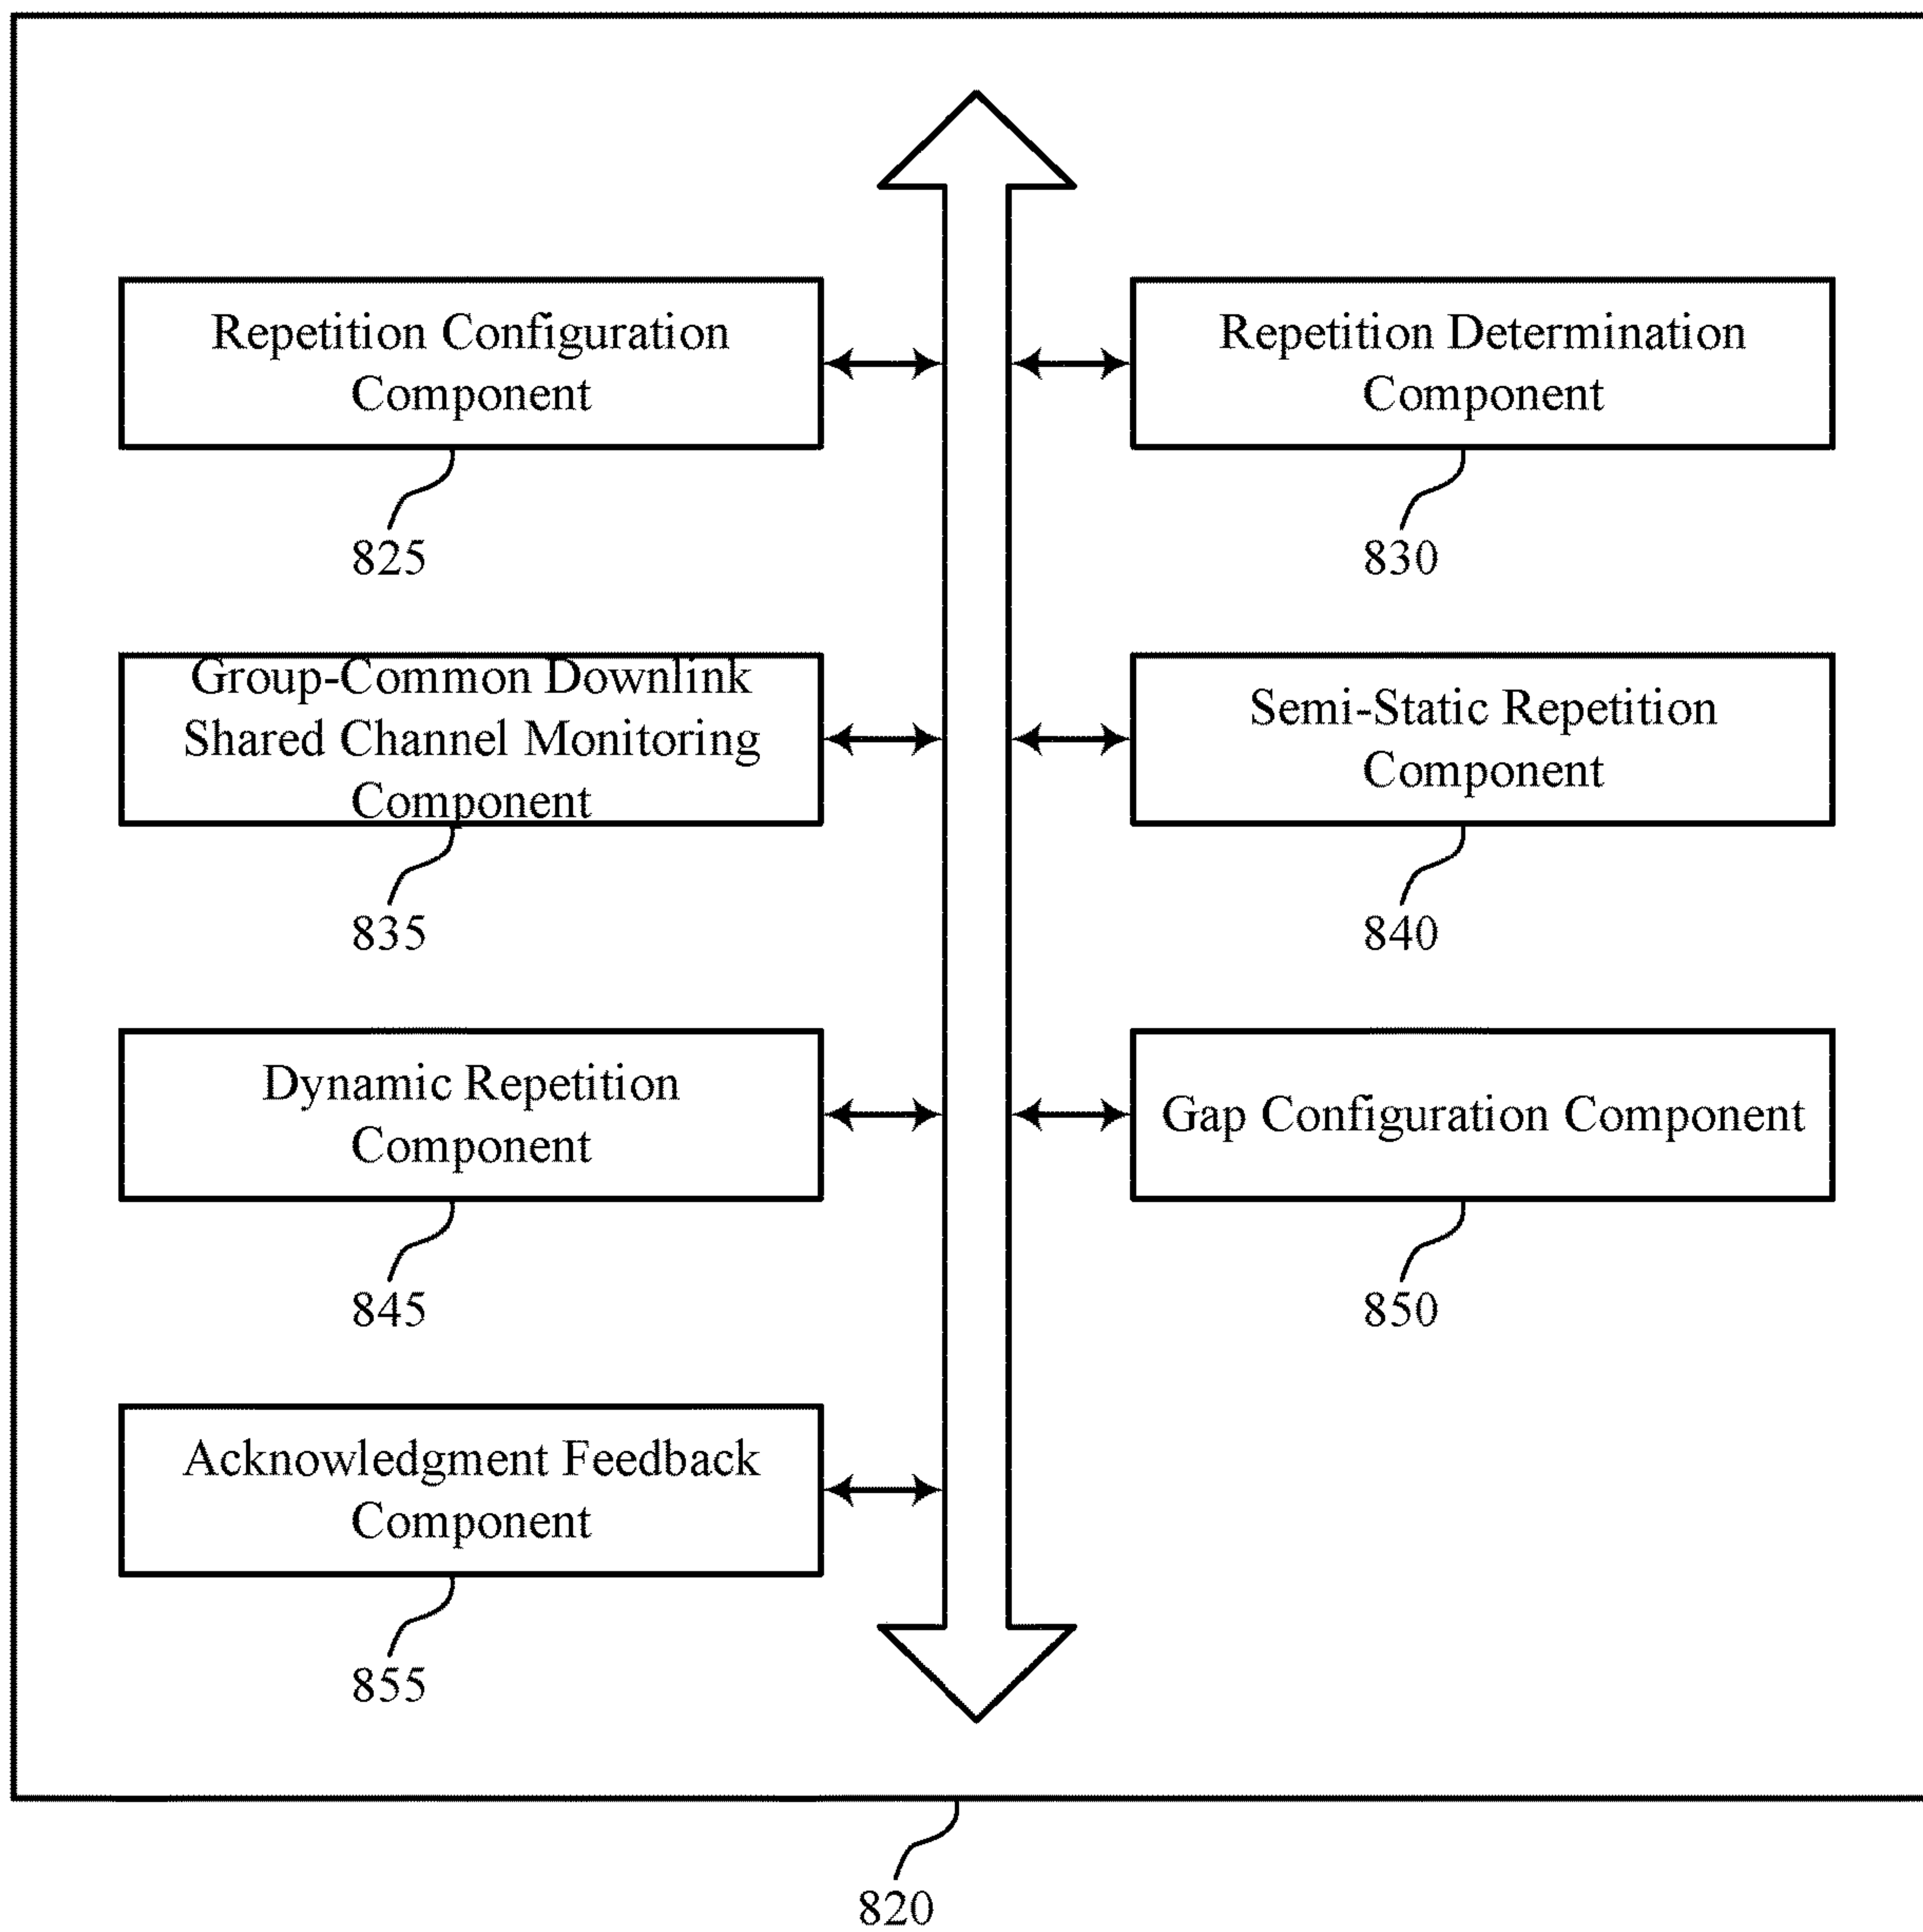 Repetition Configuration
Component
825
Repetition Determination
Component
830
Group-Common Downlink
Shared Channel Monitoring
Component
835
Semi-Static Repetition
Component
840
Dynamic Repetition
Component
845
Gap Configuration Component
850
Acknowledgment Feedback
Component
855
820